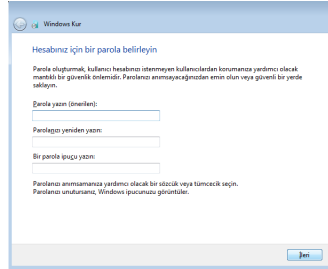 Windows Kur
Hesabınız için bir parola belirleyin
Parola oluşturmak, kullanıcı hesabınızı istenmeyen kullanıcılardan korumanıza yardımcı olacak
mantıklı bir güvenlik önlemidir. Parolanızı anımsayacağınızdan emin olun veya güvenli bir yerde
saklayın.
Parola yazın (önerilen):
Parolanızı yeniden yazın:
Bir parola ipucu yazın:
Parolanızı anımsamanıza yardımcı olacak bir sözcük veya tümcecik seçin.
Parolanızı unutursanız, Windows ipucunuzu görüntüler.
İleri